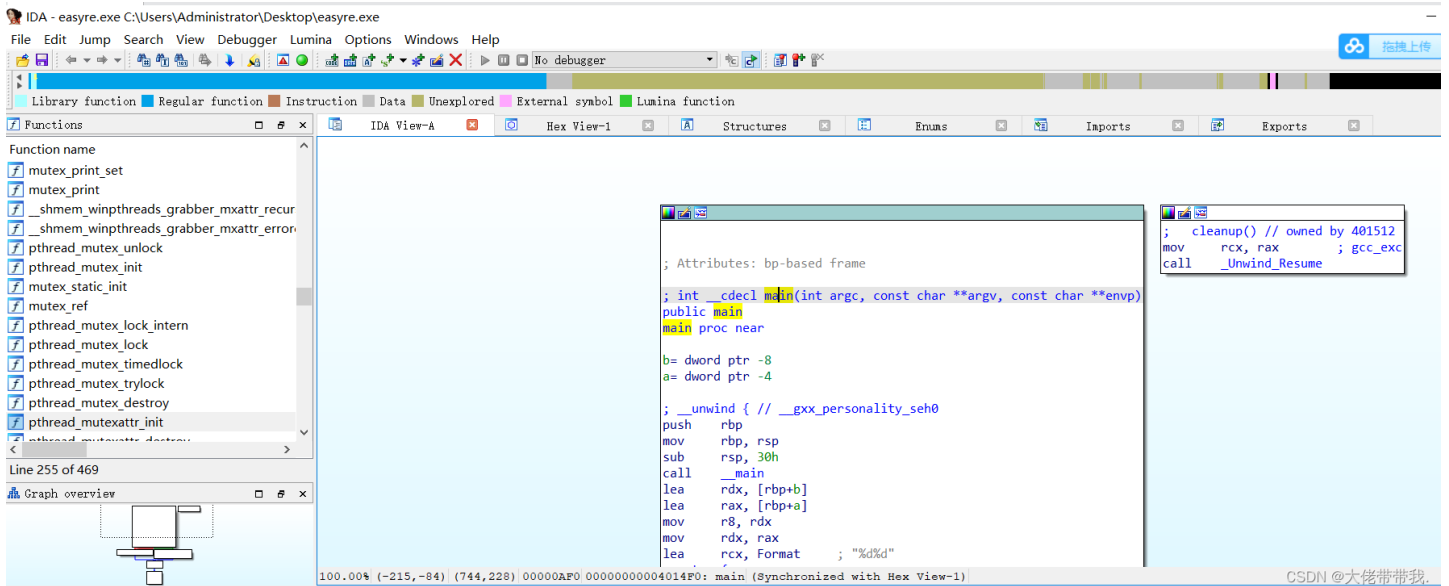 IDA - easyre.exe C:\Users\Administrator\Desktop\easyre.exe
File Edit Jump Search View Debugger Lumina Options Windows Help
拖拽上传
No debugger
Library function Regular function Instruction Data Unexplored External symbol Lumina function
Functions
IDA View-A Hex View-1 Structures Enums Imports Exports
Function name
mutex_print_set
mutex_print
__shmem_winpthreads_grabber_mxattr_recur
__shmem_winpthreads_grabber_mxattr_error
pthread_mutex_unlock
pthread_mutex_init
mutex_static_init
mutex_ref
pthread_mutex_lock_intern
pthread_mutex_lock
pthread_mutex_timedlock
pthread_mutex_trylock
pthread_mutex_destroy
pthread_mutexattr_init
pthread_mutexattr_destroy
Line 255 of 469
Graph overview
; Attributes: bp-based frame
; int __cdecl main(int argc, const char **argv, const char **envp)
public main
main proc near
b= dword ptr -8
a= dword ptr -4
; __unwind { // __gxx_personality_seh0
push rbp
mov rbp, rsp
sub rsp, 30h
call __main
lea rdx, [rbp+b]
lea rax, [rbp+a]
mov r8, rdx
mov rdx, rax
lea rcx, Format ; "%d%d"
; cleanup() // owned by 401512
mov rcx, rax ; gcc_exc
call _Unwind_Resume
100.00% (-215,-84) (744,228) 00000AF0 00000000004014F0: main (Synchronized with Hex View-1)
CSDN @大佬带带我.